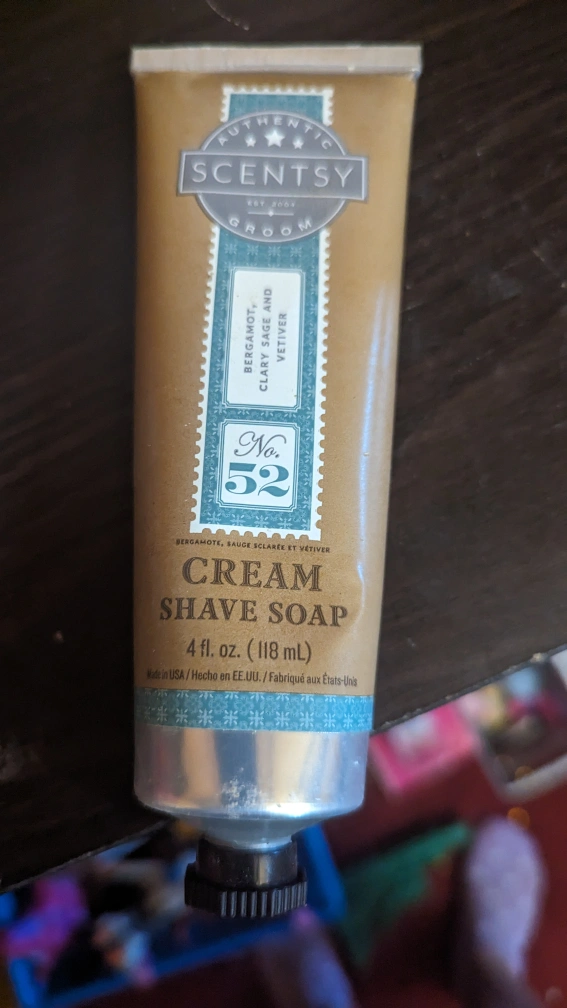 AUTHENTIC
SCENTSY
EST. 2004
GROOM
BERGAMOT,
CLARY SAGE AND
VETIVER
No.
52
BERGAMOTE, SAUGE SCLARÉE ET VÉTIVER
CREAM
SHAVE SOAP
4 fl. oz. (118 mL)
Made in USA / Hecho en EE.UU. / Fabriqué aux États-Unis